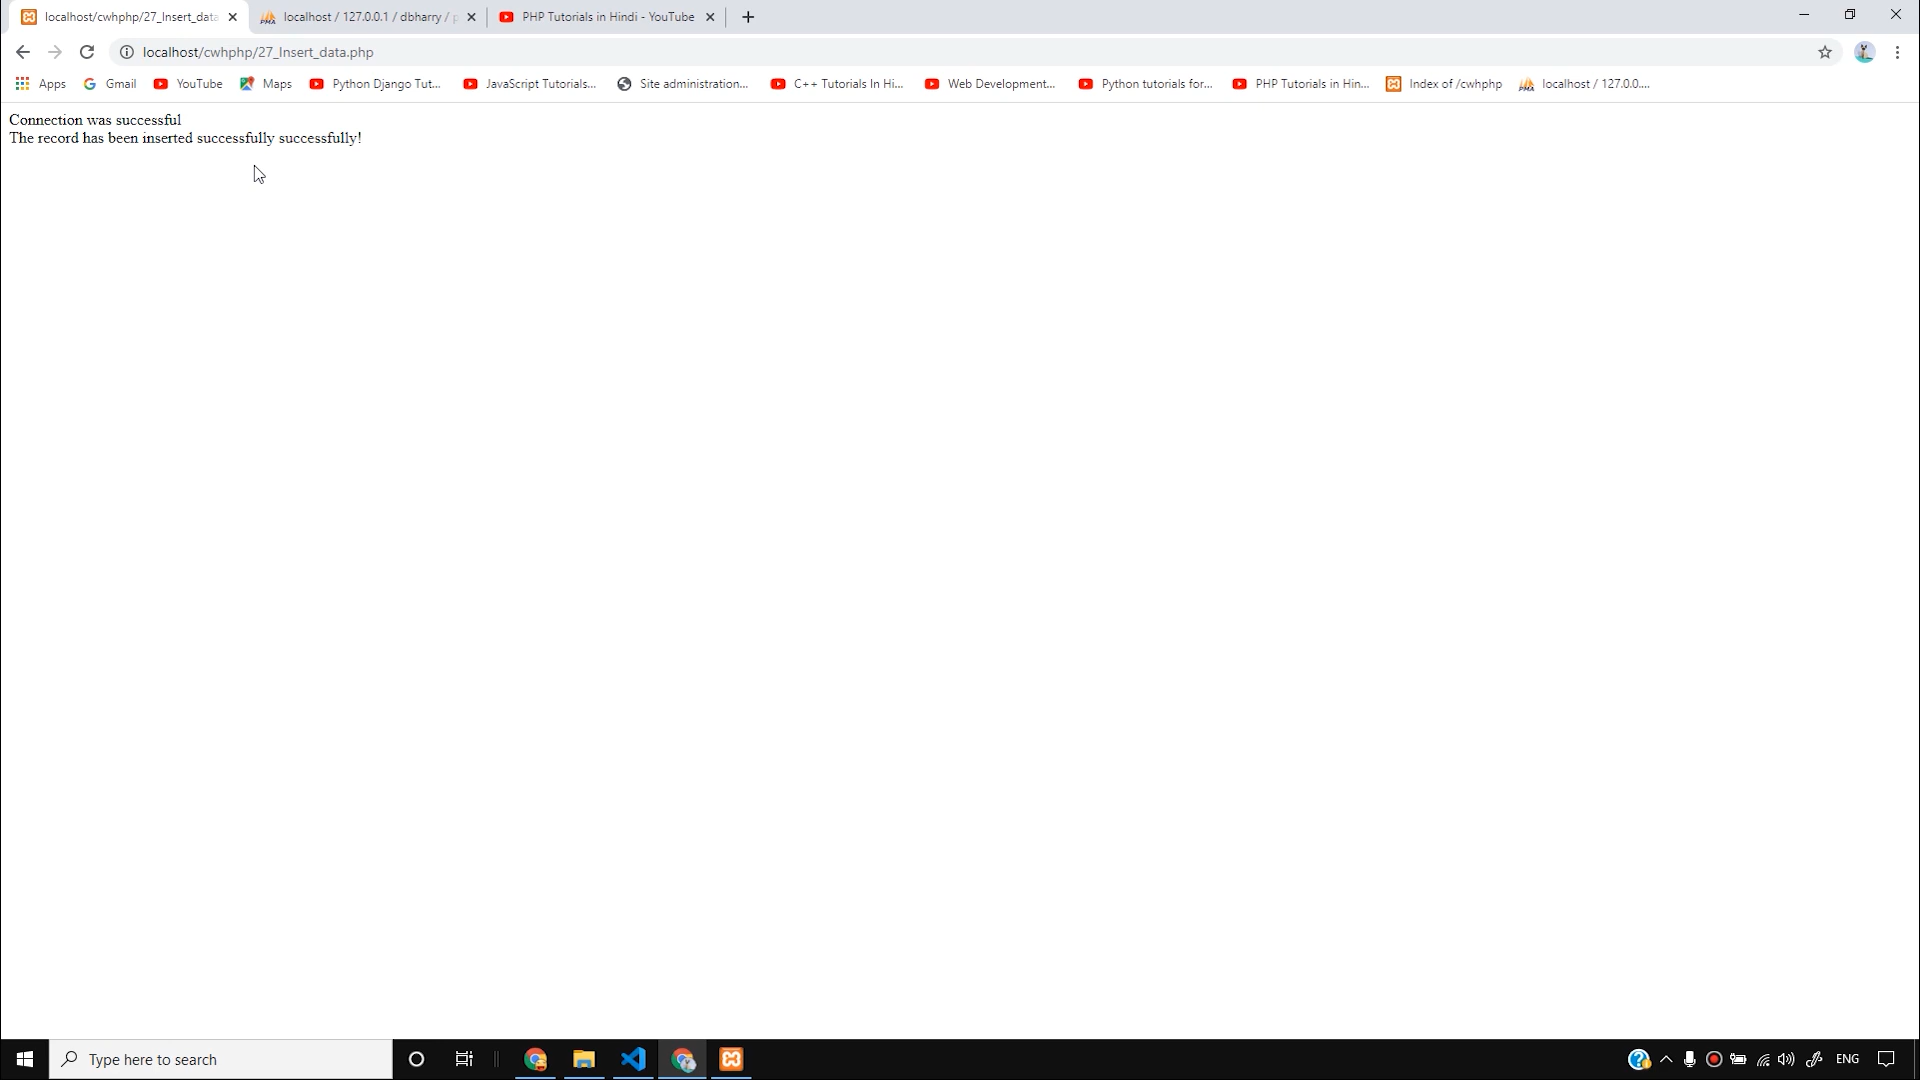 localhost/cwhphp/27_Insert_data
localhost / 127.0.0.1 / dbharry / p
PHP Tutorials in Hindi - YouTube
localhost/cwhphp/27_Insert_data.php
Apps Gmail YouTube Maps Python Django Tut... JavaScript Tutorials... Site administration... C++ Tutorials In Hi... Web Development... Python tutorials for... PHP Tutorials in Hin... Index of /cwhphp localhost / 127.0.0....
Connection was successful
The record has been inserted successfully successfully!
Type here to search
ENG